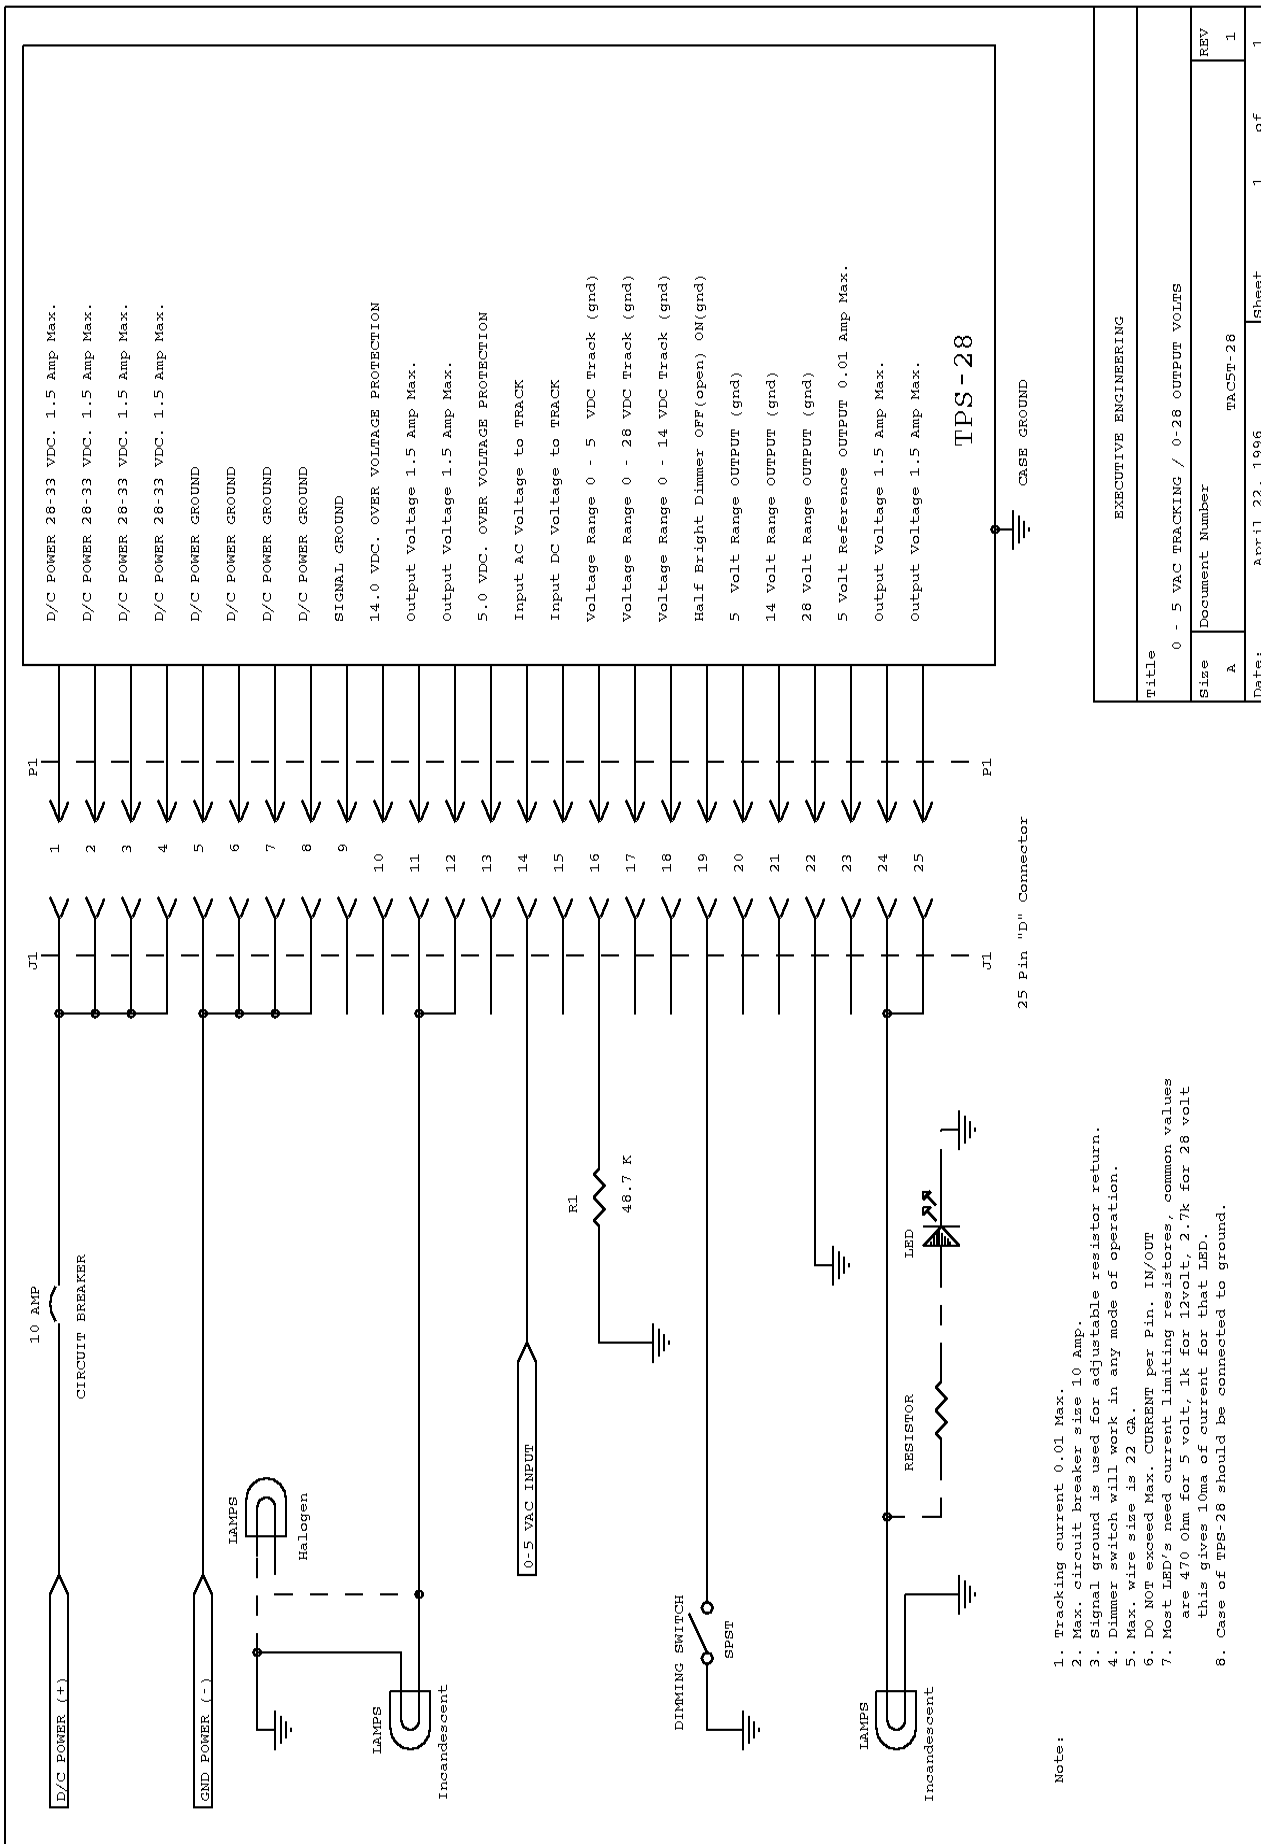 D/C POWER (+)
10 AMP
CIRCUIT BREAKER
GND POWER (-)
LAMPS
Halogen
LAMPS
Incandescent
0-5 VAC INPUT
R1
48.7 K
DIMMING SWITCH
SPST
LAMPS
Incandescent
RESISTOR
LED
J1
P1
1
2
3
4
5
6
7
8
9
10
11
12
13
14
15
16
17
18
19
20
21
22
23
24
25
J1
P1
25 Pin "D" Connector
D/C POWER 28-33 VDC. 1.5 Amp Max.
D/C POWER 28-33 VDC. 1.5 Amp Max.
D/C POWER 28-33 VDC. 1.5 Amp Max.
D/C POWER 28-33 VDC. 1.5 Amp Max.
D/C POWER GROUND
D/C POWER GROUND
D/C POWER GROUND
D/C POWER GROUND
SIGNAL GROUND
14.0 VDC. OVER VOLTAGE PROTECTION
Output Voltage 1.5 Amp Max.
Output Voltage 1.5 Amp Max.
5.0 VDC. OVER VOLTAGE PROTECTION
Input AC Voltage to TRACK
Input DC Voltage to TRACK
Voltage Range 0 - 5 VDC Track (gnd)
Voltage Range 0 - 28 VDC Track (gnd)
Voltage Range 0 - 14 VDC Track (gnd)
Half Bright Dimmer OFF(open) ON(gnd)
5 Volt Range OUTPUT (gnd)
14 Volt Range OUTPUT (gnd)
28 Volt Range OUTPUT (gnd)
5 Volt Reference OUTPUT 0.01 Amp Max.
Output Voltage 1.5 Amp Max.
Output Voltage 1.5 Amp Max.
TPS-28
CASE GROUND
Note:
1. Tracking current 0.01 Max.
2. Max. circuit breaker size 10 Amp.
3. Signal ground is used for adjustable resistor return.
4. Dimmer switch will work in any mode of operation.
5. Max. wire size is 22 GA.
6. DO NOT exceed Max. CURRENT per Pin. IN/OUT
7. Most LED's need current limiting resistores, common values
are 470 Ohm for 5 volt, 1k for 12volt, 2.7k for 28 volt
this gives 10ma of current for that LED.
8. Case of TPS-28 should be connected to ground.
EXECUTIVE ENGINEERING
Title
0 - 5 VAC TRACKING / 0-28 OUTPUT VOLTS
Size Document Number REV
A TAC5T-28 1
Date: April 22, 1996 Sheet 1 of 1